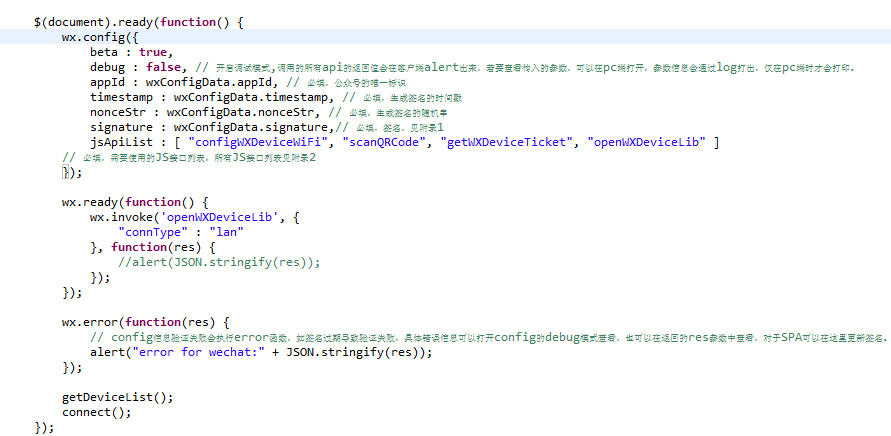 $(document).ready(function() {
wx.config({
beta : true,
debug : false, // 开启调试模式,调用的所有api的返回值会在客户端alert出来，若要查看传入的参数，可以在pc端打开，参数信息会通过log打出，仅在pc端时才会打印.
appId : wxConfigData.appId, // 必填，公众号的唯一标识
timestamp : wxConfigData.timestamp, // 必填，生成签名的时间戳
nonceStr : wxConfigData.nonceStr, // 必填，生成签名的随机串
signature : wxConfigData.signature,// 必填，签名，见附录1
jsApiList : [ "configWXDeviceWiFi", "scanQRCode", "getWXDeviceTicket", "openWXDeviceLib" ]
// 必填，需要使用的JS接口列表，所有JS接口列表见附录2
});
wx.ready(function() {
wx.invoke('openWXDeviceLib', {
"connType" : "lan"
}, function(res) {
//alert(JSON.stringify(res));
});
});
wx.error(function(res) {
// config信息验证失败会执行error函数，如签名过期导致验证失败，具体错误信息可以打开config的debug模式查看，也可以在返回的res参数中查看，对于SPA可以在这里更新签名.
alert("error for wechat:" + JSON.stringify(res));
});
getDeviceList();
connect();
});